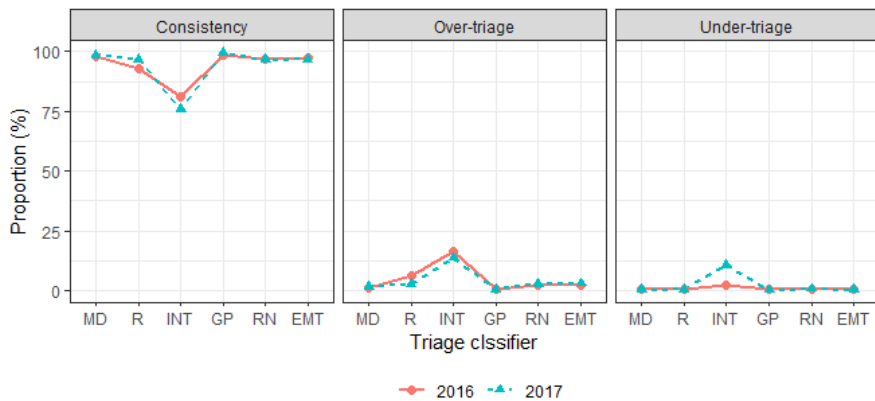 Consistency Over-triage Under-triage
Proportion (%)
100
75
50
25
0
MD R INT GP RN EMT MD R INT GP RN EMT MD R INT GP RN EMT
Triage clssifier
2016 2017